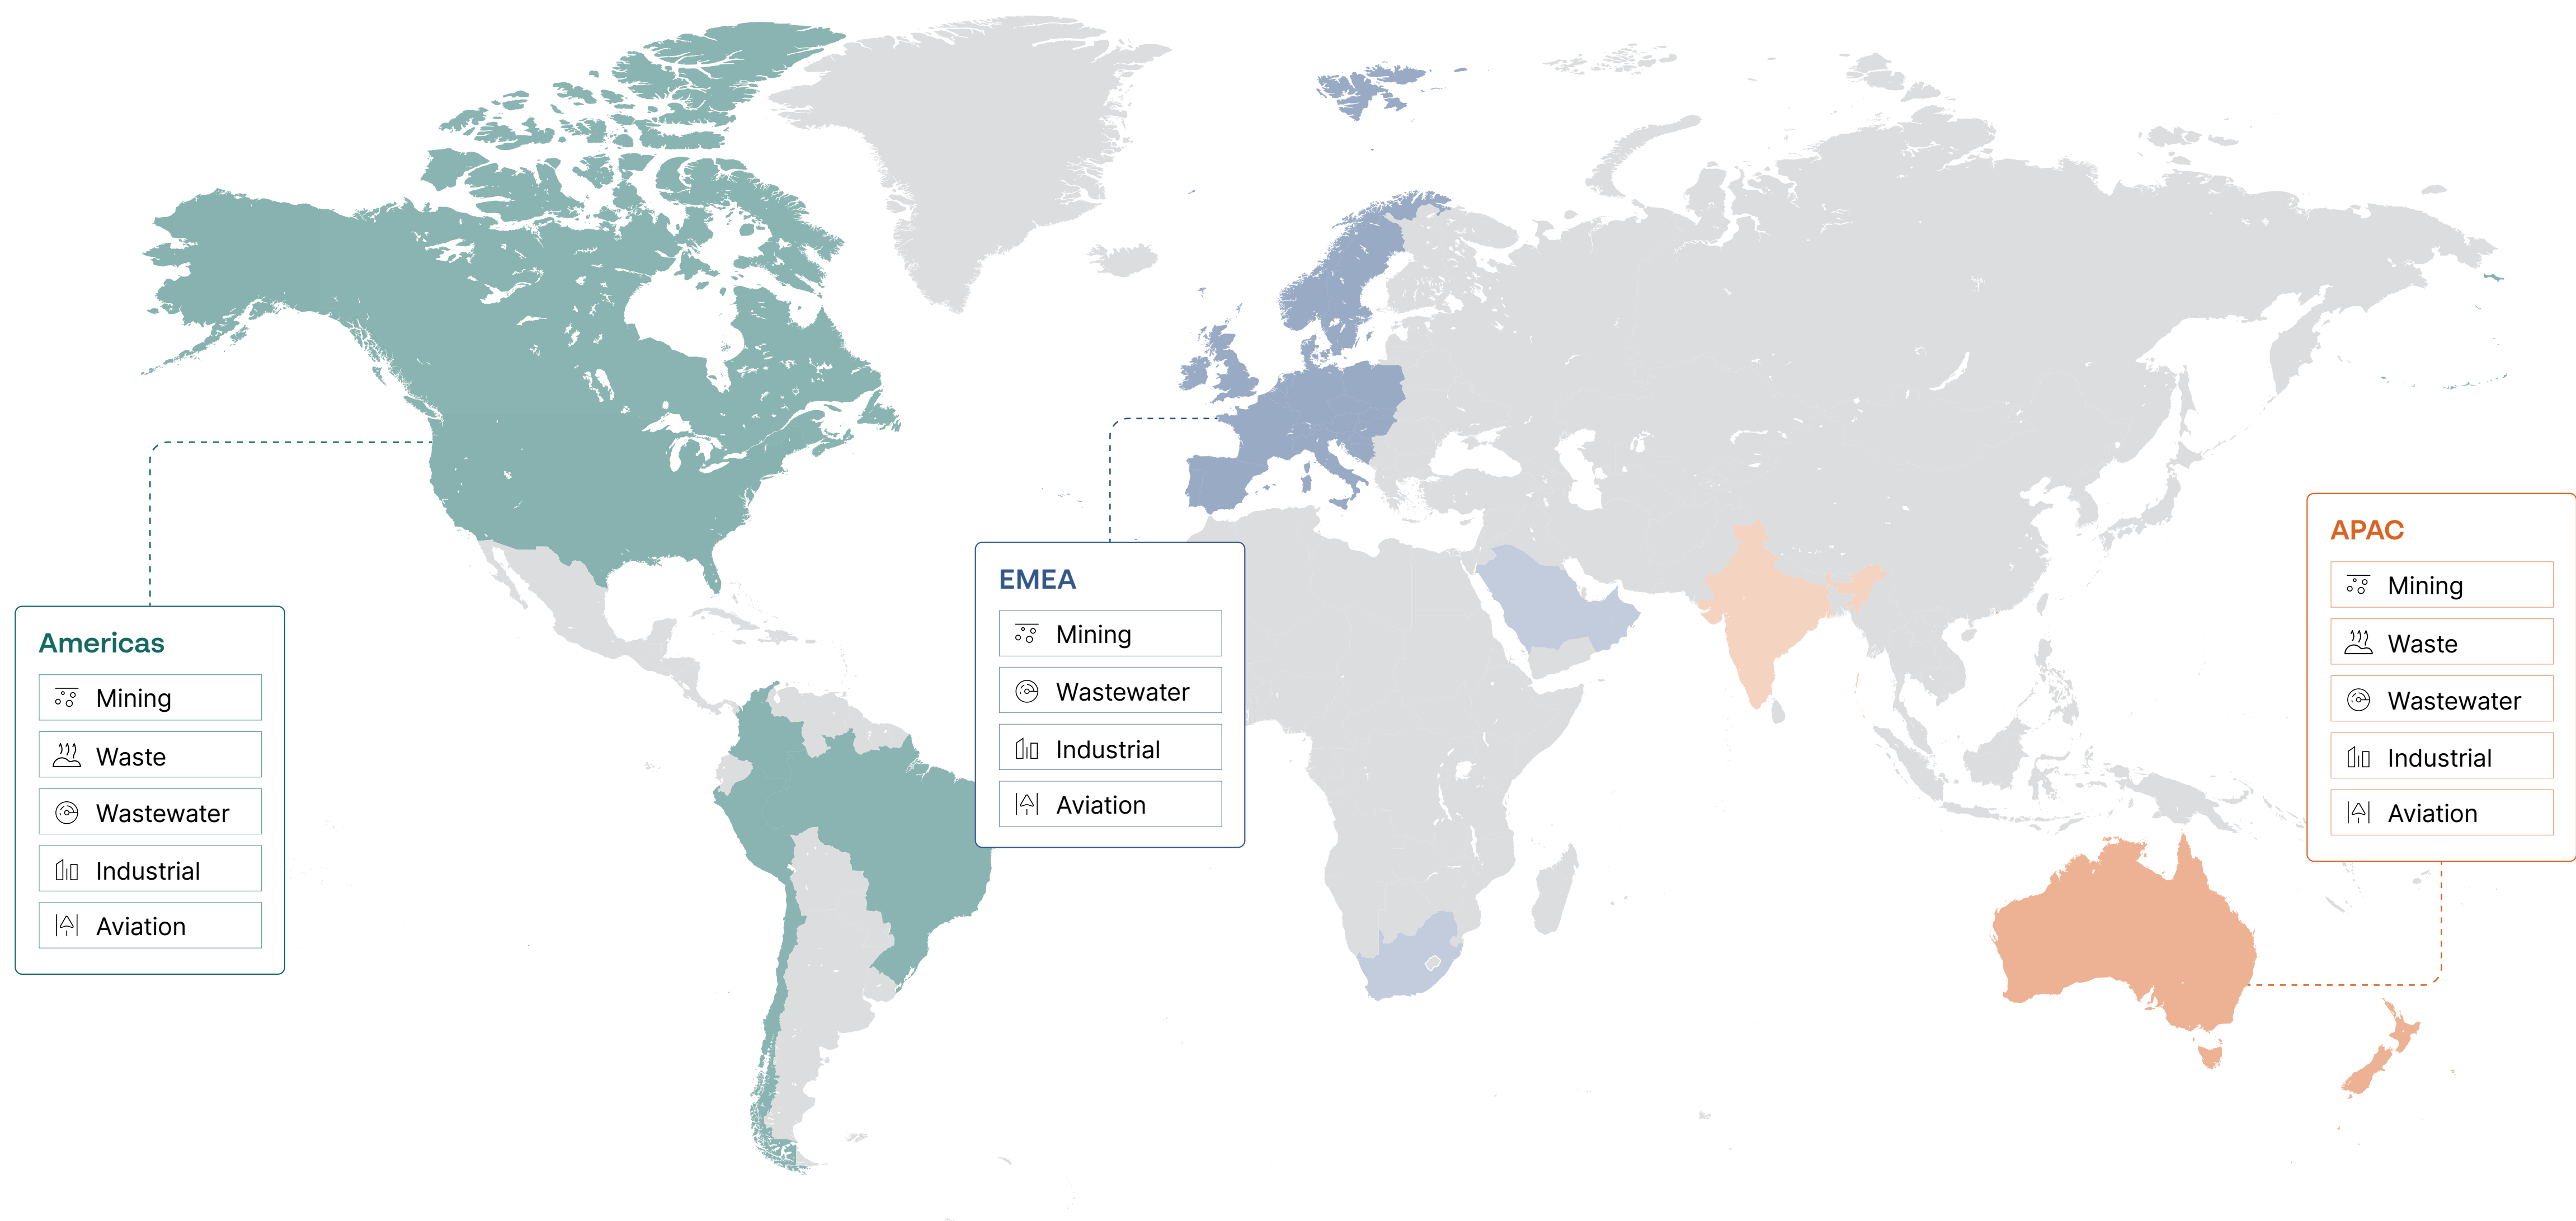 Americas
Mining
Waste
Wastewater
Industrial
Aviation
EMEA
Mining
Wastewater
Industrial
Aviation
APAC
Mining
Waste
Wastewater
Industrial
Aviation